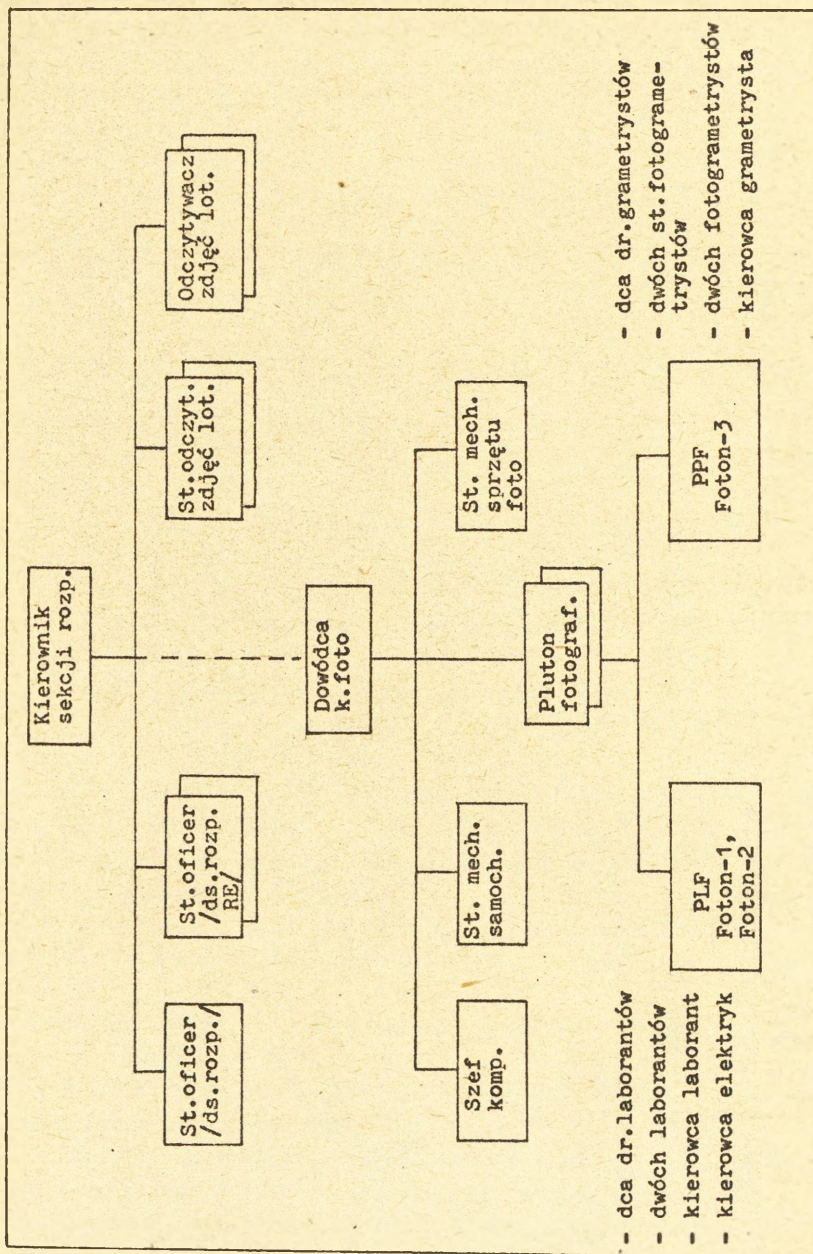 Kierownik
sekcji rozp.
St.oficer
/ds.rozp./
St.oficer
/ds.rozp.
RE/
St.odczyt.
zdjęć lot.
Odczytywacz
zdjęć lot.
Dowódca
k.foto
Szef
komp.
St. mech.
samoch.
St. mech.
sprzętu
foto
Pluton
fotograf.
- dca dr.laborantów
- dwóch laborantów
- kierowca laborant
- kierowca elektryk
PLF
Foton-1,
Foton-2
PPF
Foton-3
- dca dr.grametrystów
- dwóch st.fotograme-
trystów
- dwóch fotogrametrystów
- kierowca grametrysta